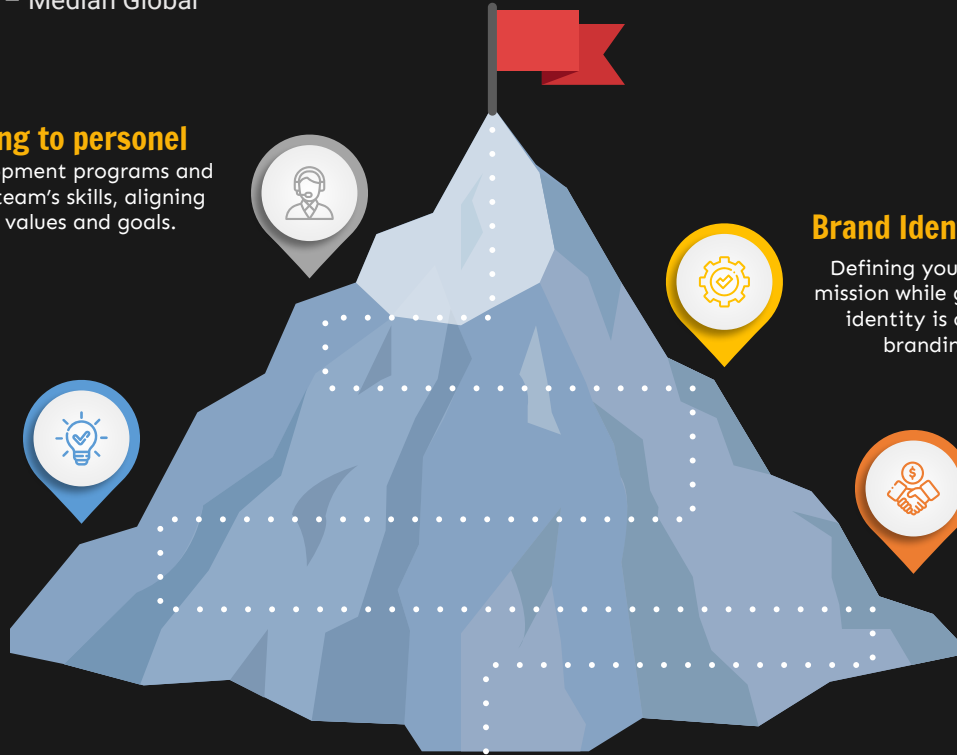 – Median Global
ng to personel
opment programs and
team's skills, aligning
values and goals.
Brand Iden
Defining you
mission while g
identity is
brandin
$